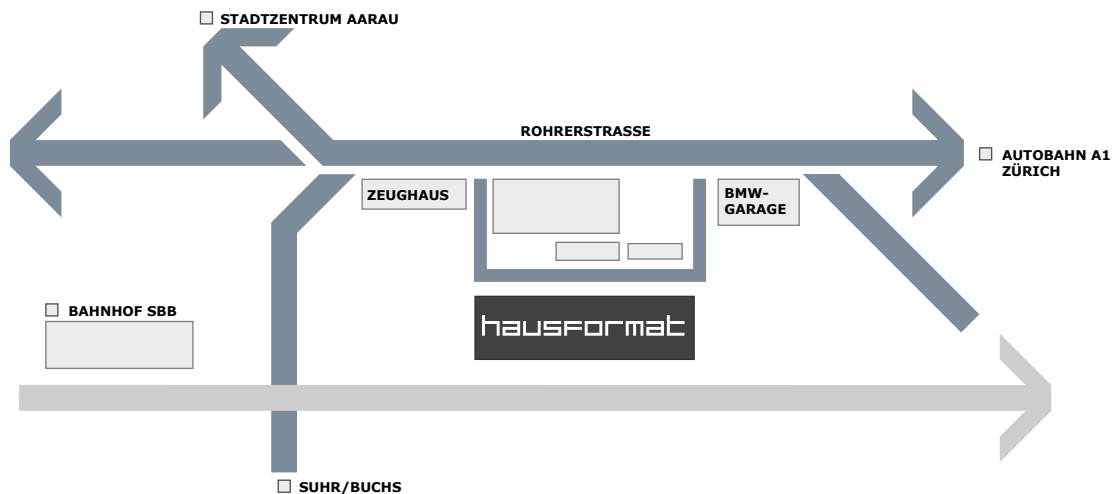 STADTZENTRUM AARAU
ROHRERSTRASSE
AUTOBAHN A1
ZÜRICH
ZEUGHAUS
BMW-
GARAGE
BAHNHOF SBB
hausformat
SUHR/BUCHS